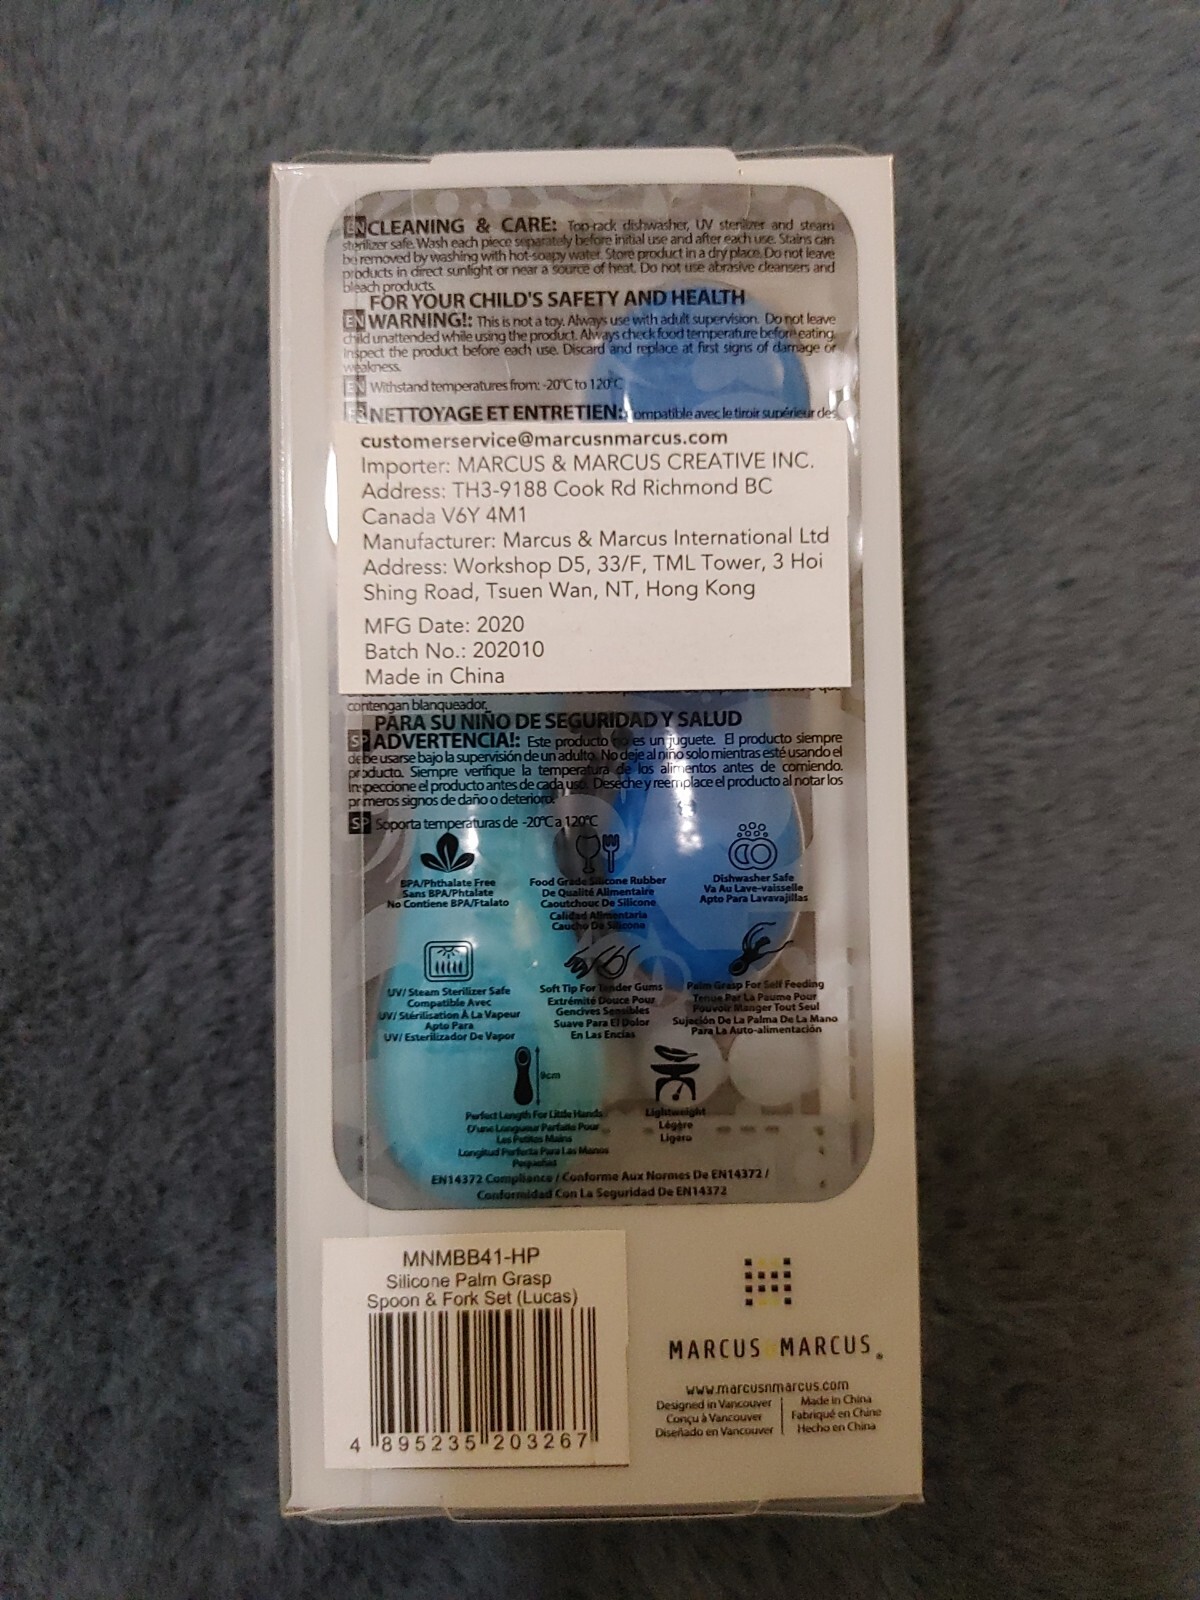 EN CLEANING & CARE: Top-rack dishwasher, UV sterilizer and steam
sterilizer safe. Wash each piece separately before initial use and after each use. Stains can
be removed by washing with hot-soapy water. Store product in a dry place. Do not leave
products in direct sunlight or near a source of heat. Do not use abrasive cleansers and
bleach products.
FOR YOUR CHILD'S SAFETY AND HEALTH
EN WARNING!: This is not a toy. Always use with adult supervision. Do not leave
child unattended while using the product. Always check food temperature before eating.
Inspect the product before each use. Discard and replace at first signs of damage or
weakness.
EN Withstand temperatures from: -20°C to 120°C
NETTOYAGE ET ENTRETIEN: ompatible avec le tiroir supérieur des
customerservice@marcusnmarcus.com
Importer: MARCUS & MARCUS CREATIVE INC.
Address: TH3-9188 Cook Rd Richmond BC
Canada V6Y 4M1
Manufacturer: Marcus & Marcus International Ltd
Address: Workshop D5, 33/F, TML Tower, 3 Hoi
Shing Road, Tsuen Wan, NT, Hong Kong
MFG Date: 2020
Batch No.: 202010
Made in China
contengan blanqueador.
PARA SU NIÑO DE SEGURIDAD Y SALUD
SP ADVERTENCIA!: Este producto no es un juguete. El producto siempre
debe usarse bajo la supervisión de un adulto. No deje al niño solo mientras esté usando el
producto. Siempre verifique la temperatura de los alimentos antes de comiendo.
Inspeccione el producto antes de cada uso. Deseche y reemplace el producto al notar los
primeros signos de daño o deterioro.
SP Soporta temperaturas de -20°C a 120°C
BPA/Phthalate Free
Sans BPA/Phtalate
No Contiene BPA/Ftalato
Food Grade Silicone Rubber
De Qualité Alimentaire
Caoutchouc De Silicone
Calidad Alimentaria
Caucho De Silicona
Dishwasher Safe
Va Au Lave-vaisselle
Apto Para Lavavajillas
UV/ Steam Sterilizer Safe
Compatible Avec
UV/ Stérilisation À La Vapeur
Apto Para
UV/ Esterilizador De Vapor
Soft Tip For Tender Gums
Extrémité Douce Pour
Gencives Sensibles
Suave Para El Dolor
En Las Encías
Palm Grasp For Self Feeding
Tenue Par La Paume Pour
Pouvoir Manger Tout Seul
Sujeción De La Palma De La Mano
Para La Auto-alimentación
9cm
Perfect Length For Little Hands
D'une Longueur Parfaite Pour
Les Petites Mains
Longitud Perfecta Para Las Manos
Pequeñas
Lightweight
Légère
Ligero
EN14372 Compliance / Conforme Aux Normes De EN14372 /
Conformidad Con La Seguridad De EN14372
MNMBB41-HP
Silicone Palm Grasp
Spoon & Fork Set (Lucas)
4 895235 203267
MARCUS MARCUS®
www.marcusnmarcus.com
Designed in Vancouver
Conçu à Vancouver
Diseñado en Vancouver
Made in China
Fabriqué en Chine
Hecho en China